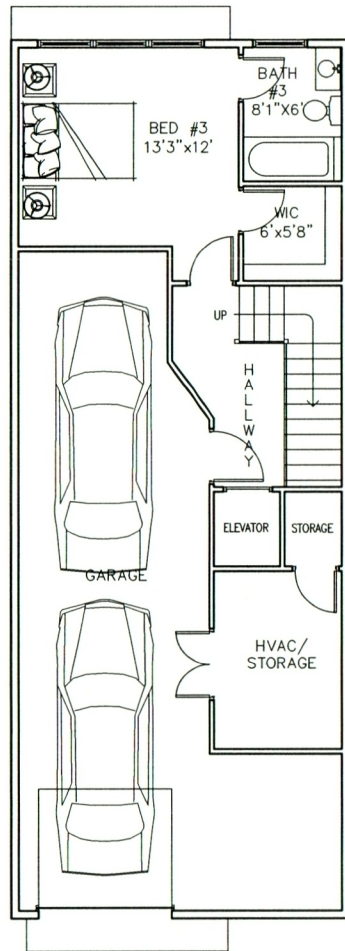 BATH
#3
8'1"X6'
BED #3
13'3"x12'
WIC
6'x5'8"
UP
HALLWAY
ELEVATOR
STORAGE
GARAGE
HVAC/
STORAGE